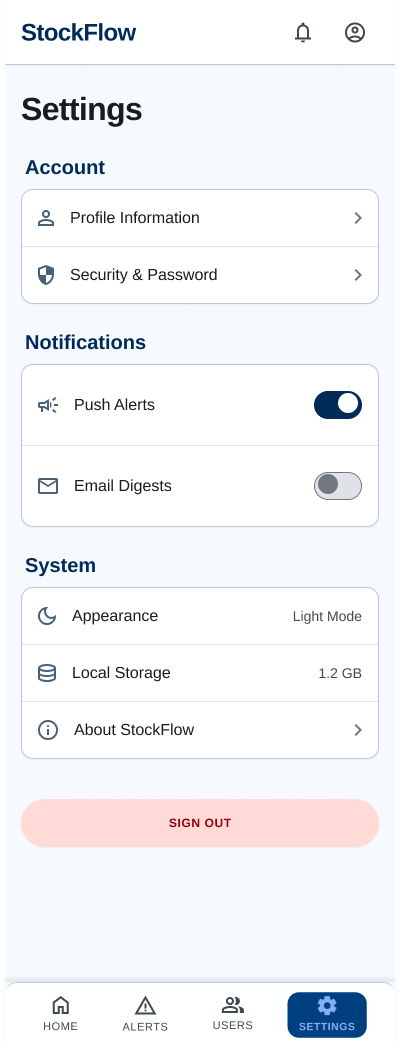 StockFlow
Settings
Account
Profile Information
Security & Password
Notifications
Push Alerts
Email Digests
System
Appearance Light Mode
Local Storage 1.2 GB
About StockFlow
SIGN OUT
HOME ALERTS USERS SETTINGS